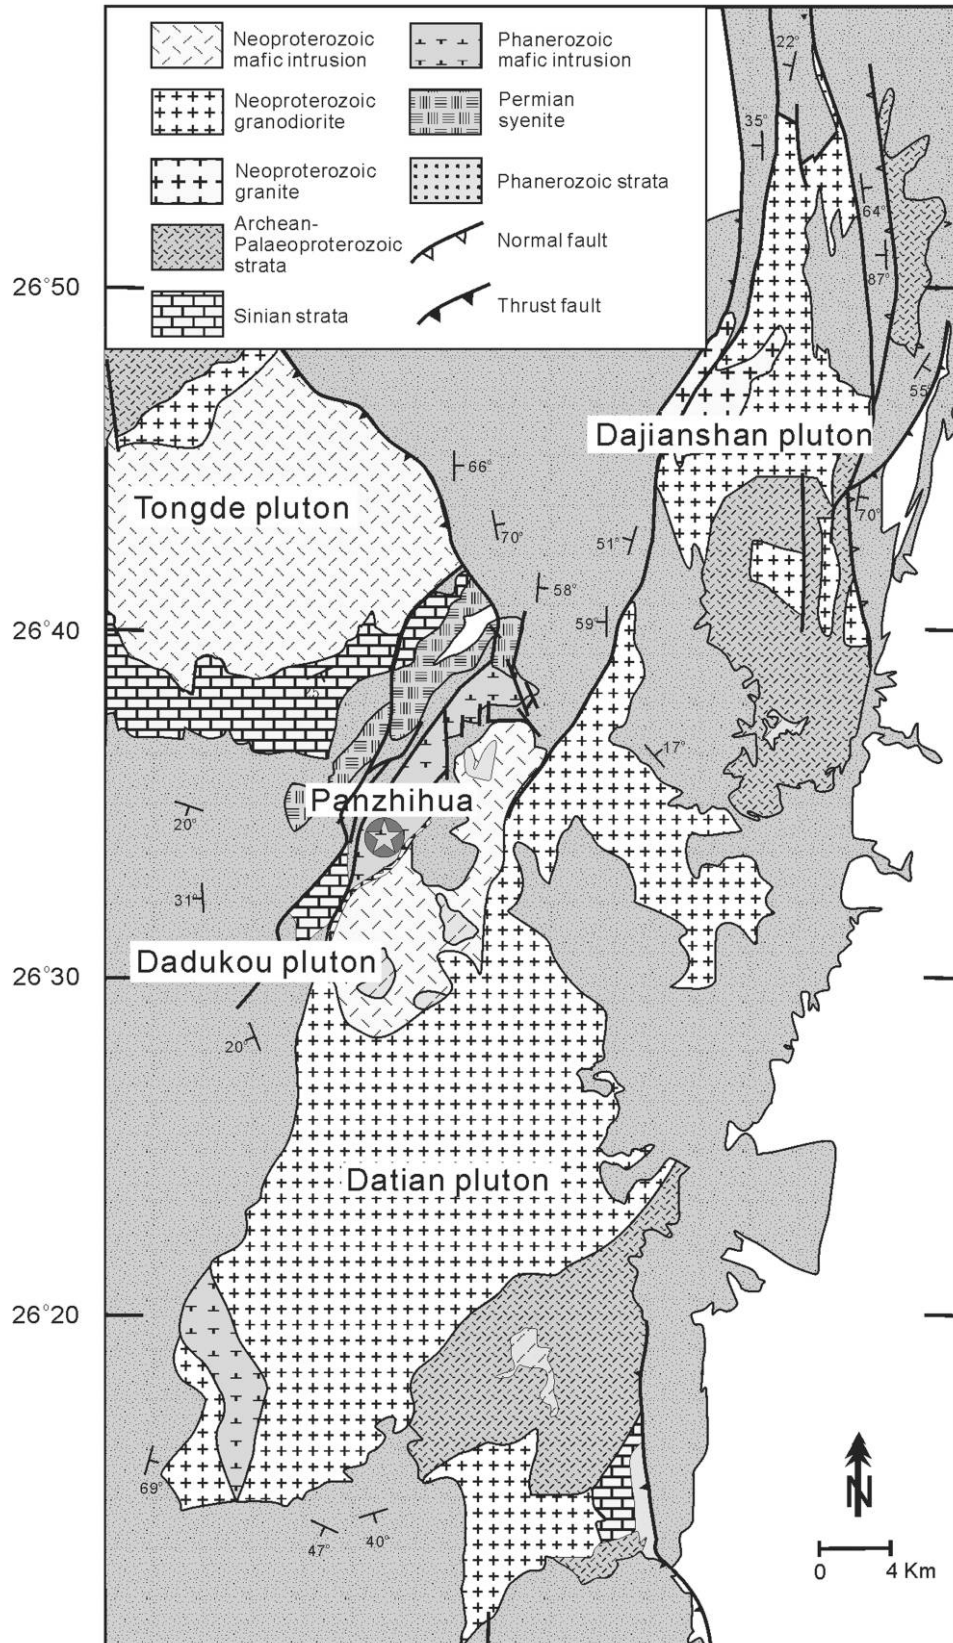 Neoproterozoic
mafic intrusion
Phanerozoic
mafic intrusion
Neoproterozoic
granodiorite
Permian
syenite
Neoproterozoic
granite
Phanerozoic strata
Archean-
Palaeoproterozoic
strata
Normal fault
Sinian strata
Thrust fault
22°
35°
64°
87°
26°50
55°
Dajianshan pluton
66°
Tongde pluton
70°
70°
51°
58°
26°40
59°
25
17°
Panzhihua
20°
31°
Dadukou pluton
26°30
20°
Datian pluton
26°20
69°
47°
40°
N
0 4 Km